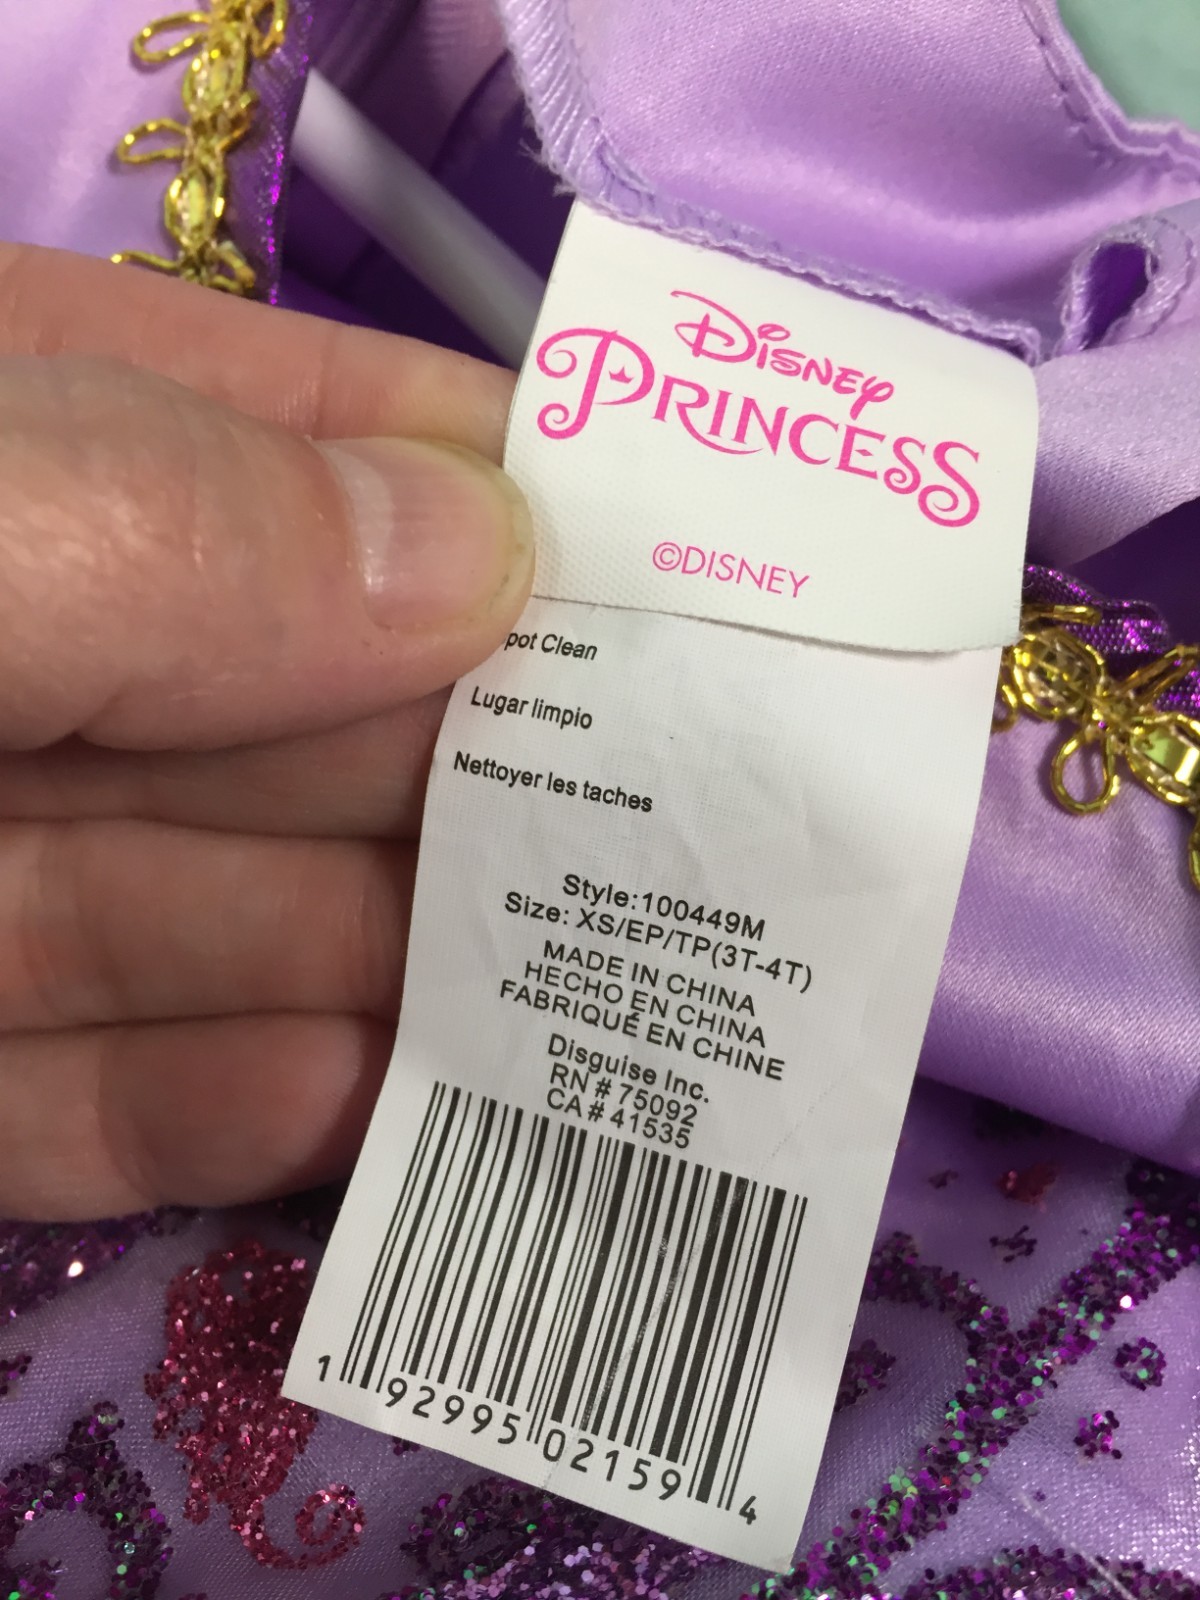 Disney
PRINCESS
©DISNEY
pot Clean
Lugar limpio
Nettoyer les taches
Style:100449M
Size: XS/EP/TP(3T-4T)
MADE IN CHINA
HECHO EN CHINA
FABRIQUÉ EN CHINE
Disguise Inc.
RN # 75092
CA # 41535
1 92995 02159 4